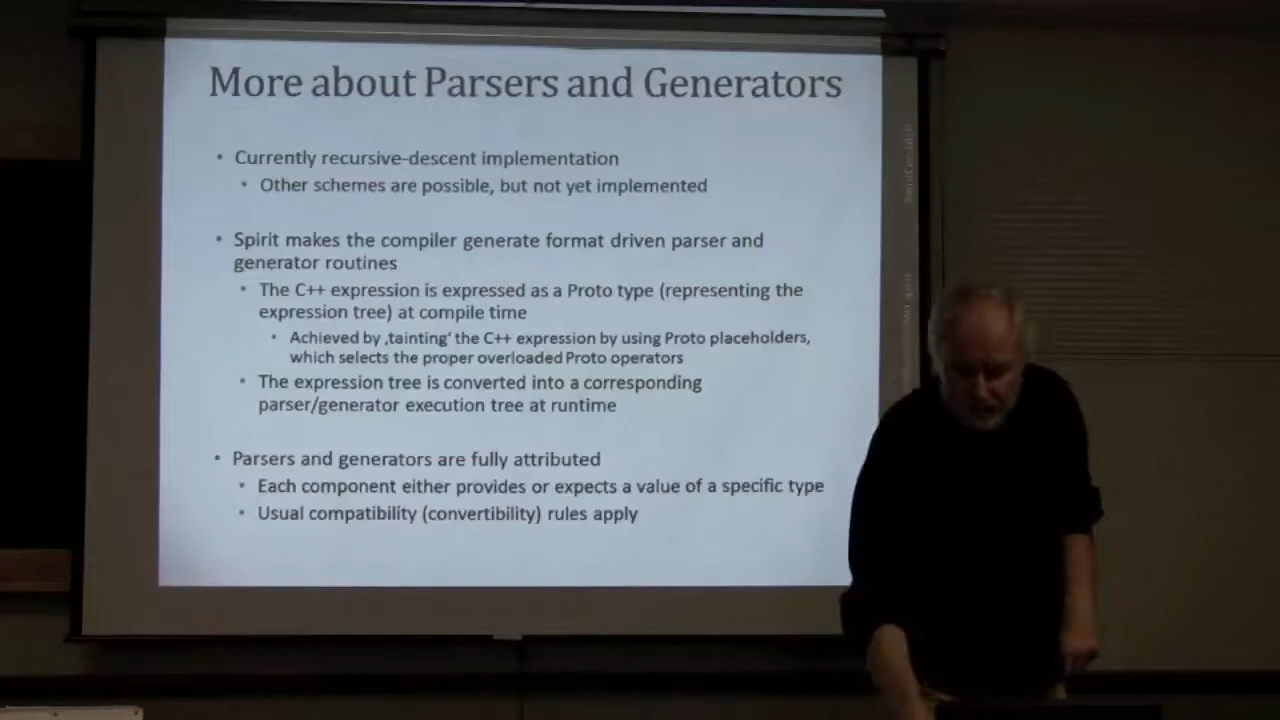 More about Parsers and Generators
• Currently recursive-descent implementation
• Other schemes are possible, but not yet implemented
• Spirit makes the compiler generate format driven parser and
generator routines
• The C++ expression is expressed as a Proto type (representing the
expression tree) at compile time
• Achieved by ‚tainting‘ the C++ expression by using Proto placeholders,
which selects the proper overloaded Proto operators
• The expression tree is converted into a corresponding
parser/generator execution tree at runtime
• Parsers and generators are fully attributed
• Each component either provides or expects a value of a specific type
• Usual compatibility (convertibility) rules apply